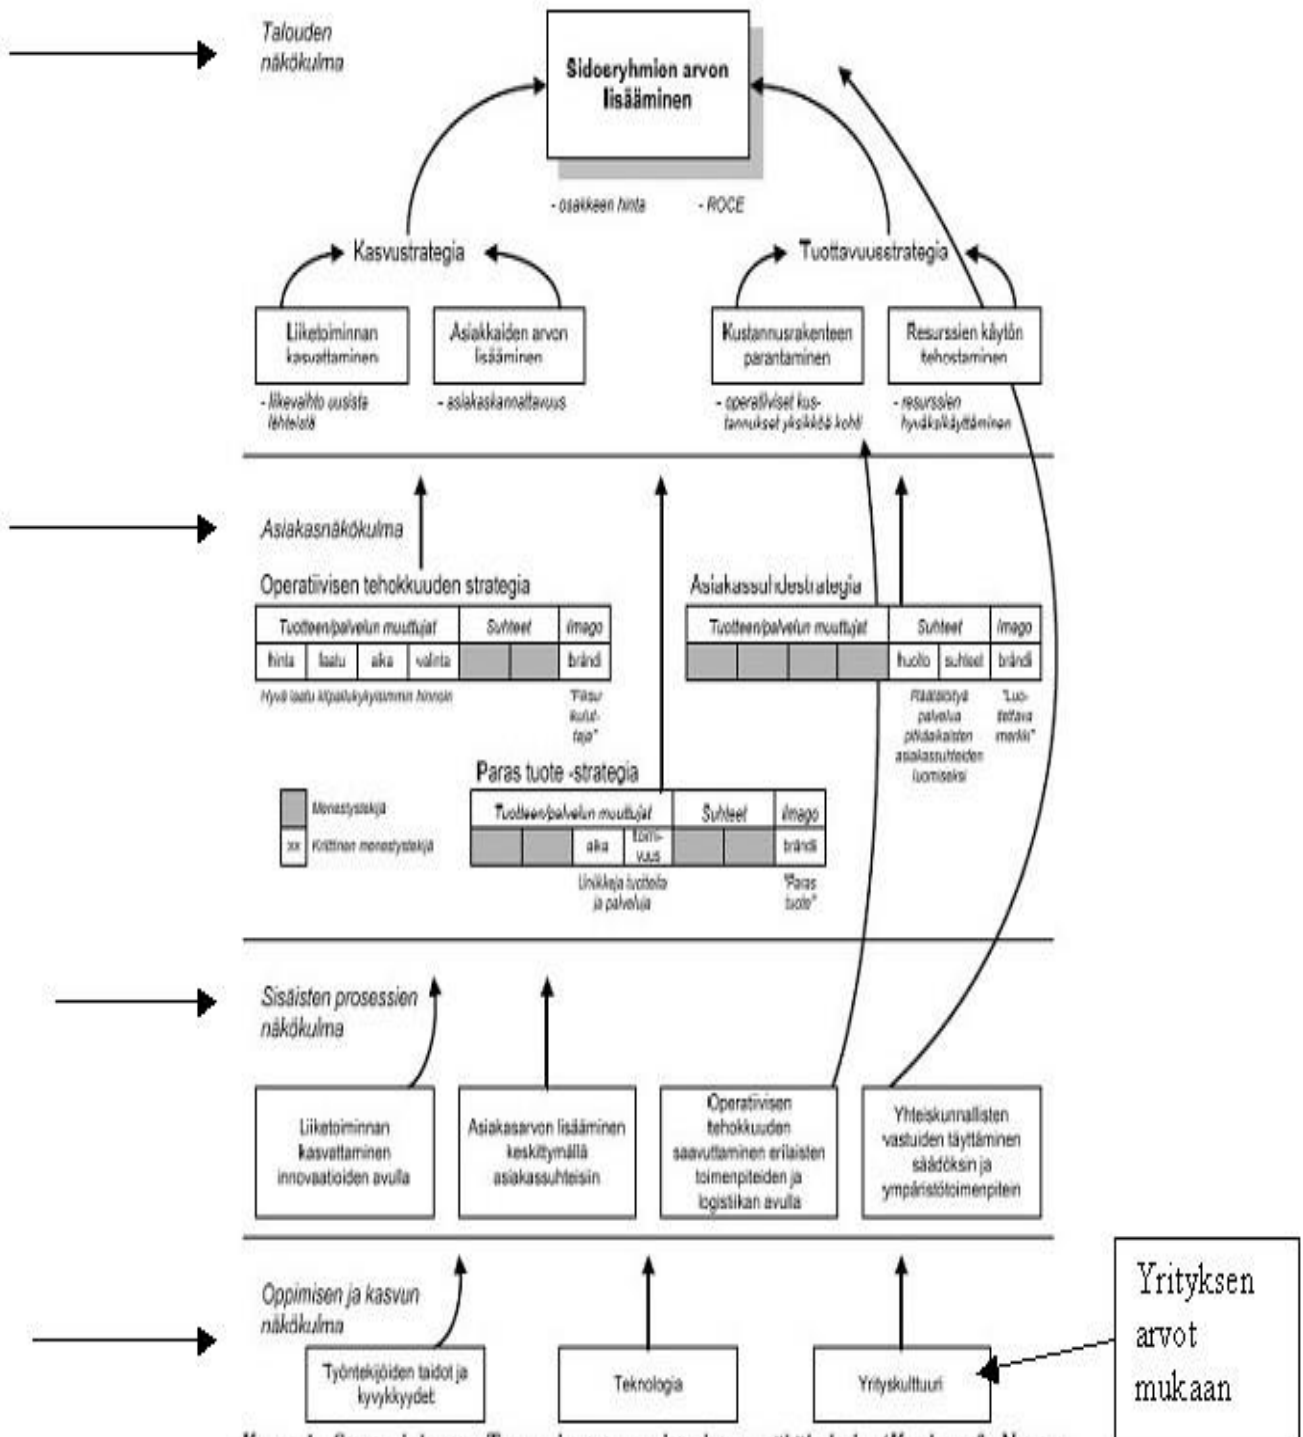 Talouden
näkökulma
Sidosryhmien arvon
lisääminen
- osakkeen hinta - ROCE
Kasvustrategia
Tuottavuusstrategia
Liiketoiminnan
kasvattaminen
Asiakkaiden arvon
lisääminen
Kustannusrakenteen
parantaminen
Resurssien käytön
tehostaminen
- liikevaihto uusista
lähteistä
- asiakaskannattavuus
- operatiiviset kus-
tannukset yksikköä kohti
- resurssien
hyväksikäyttäminen
Asiakasnäkökulma
Operatiivisen tehokkuuden strategia
Tuotteen/palvelun muuttujat Suhteet Imago
hinta laatu aika valinta brändi
Hyvä laatu kilpailukykyisimmin hinnoin
"Fiksu
kulut-
taja"
Asiakassuhdestrategia
Tuotteen/palvelun muuttujat Suhteet Imago
huolto suhteet brändi
Räätälöityä
palvelua
pitkäaikaisten
asiakassuhteiden
luomiseksi
"Luo-
tettava
merkki"
Paras tuote -strategia
Tuotteen/palvelun muuttujat Suhteet Imago
aika toimi-
vuus brändi
Uniikkeja tuotteita
ja palveluja
"Paras
tuote"
Menestystekijä
xx Kriittinen menestystekijä
Sisäisten prosessien
näkökulma
Liiketoiminnan
kasvattaminen
innovaatioiden avulla
Asiakasarvon lisääminen
keskittymällä
asiakassuhteisiin
Operatiivisen
tehokkuuden
saavuttaminen erilaisten
toimenpiteiden ja
logistiikan avulla
Yhteiskunnallisten
vastuiden täyttäminen
säädöksin ja
ympäristötoimenpitein
Oppimisen ja kasvun
näkökulma
Työntekijöiden taidot ja
kyvykkyydet
Teknologia
Yrityskulttuuri
Yrityksen
arvot
mukaan